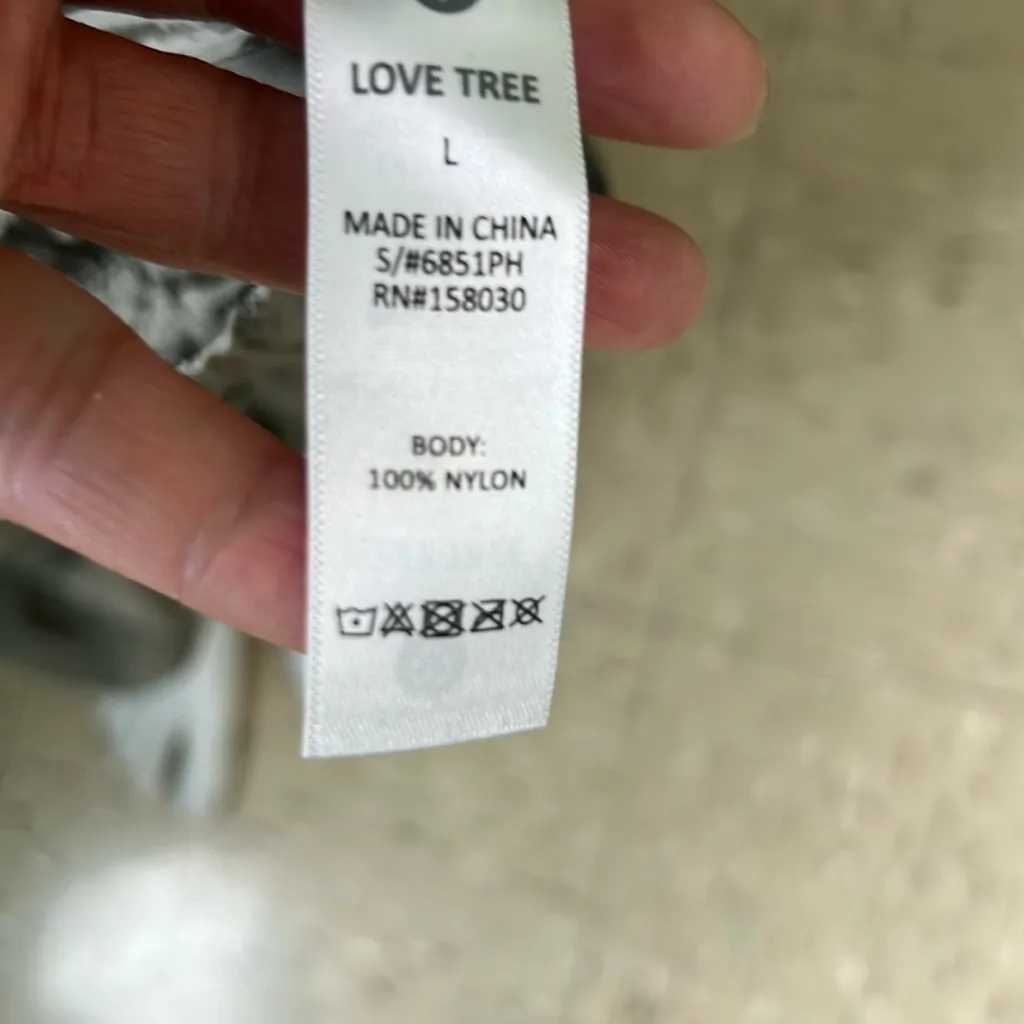 LOVE TREE
L
MADE IN CHINA
S/#6851PH
RN#158030
BODY:
100% NYLON